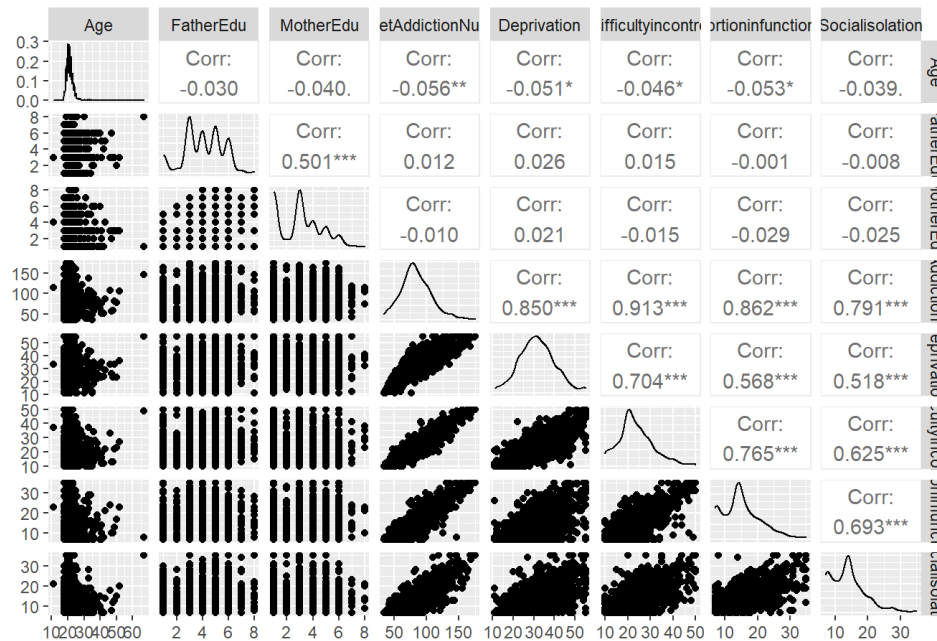 Age FatherEdu MotherEdu etAddictionNu Deprivation ifficultyincontro ortioninfunction Socialisolation
0.3
0.2
0.1
0.0
Corr:
-0.030
Corr:
-0.040.
Corr:
-0.056**
Corr:
-0.051*
Corr:
-0.046*
Corr:
-0.053*
Corr:
-0.039.
Age
8
6
4
2
Corr:
0.501***
Corr:
0.012
Corr:
0.026
Corr:
0.015
Corr:
-0.001
Corr:
-0.008
8
6
4
2
Corr:
-0.010
Corr:
0.021
Corr:
-0.015
Corr:
-0.029
Corr:
-0.025
150
100
50
Corr:
0.850***
Corr:
0.913***
Corr:
0.862***
Corr:
0.791***
50
40
30
20
10
Corr:
0.704***
Corr:
0.568***
Corr:
0.518***
50
40
30
20
10
Corr:
0.765***
Corr:
0.625***
30
20
10
Corr:
0.693***
30
20
10
10 20 30 40 50 60 2 4 6 8 2 4 6 8 50 100 150 10 20 30 40 50 10 20 30 40 50 10 20 30 10 20 30